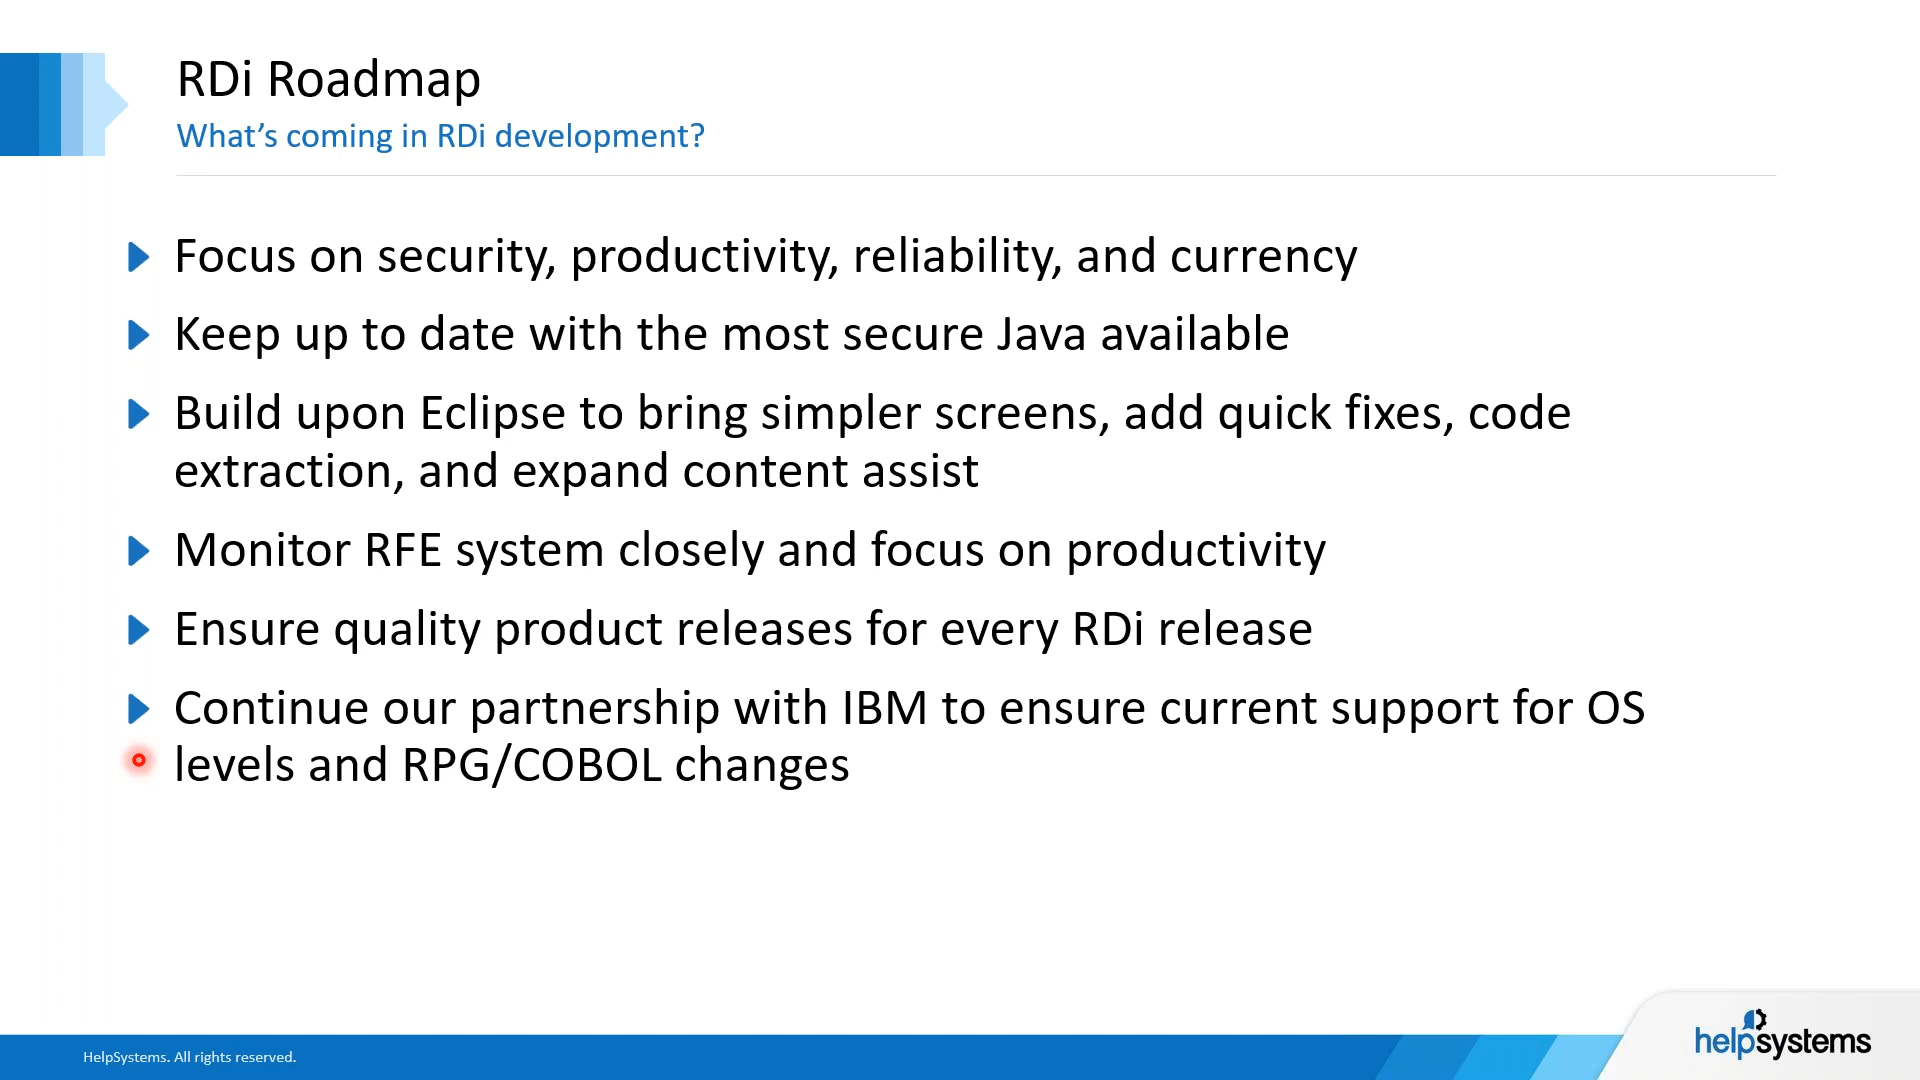 RDi Roadmap
What’s coming in RDi development?
Focus on security, productivity, reliability, and currency
Keep up to date with the most secure Java available
Build upon Eclipse to bring simpler screens, add quick fixes, code
extraction, and expand content assist
Monitor RFE system closely and focus on productivity
Ensure quality product releases for every RDi release
Continue our partnership with IBM to ensure current support for OS
levels and RPG/COBOL changes
HelpSystems. All rights reserved.
helpsystems